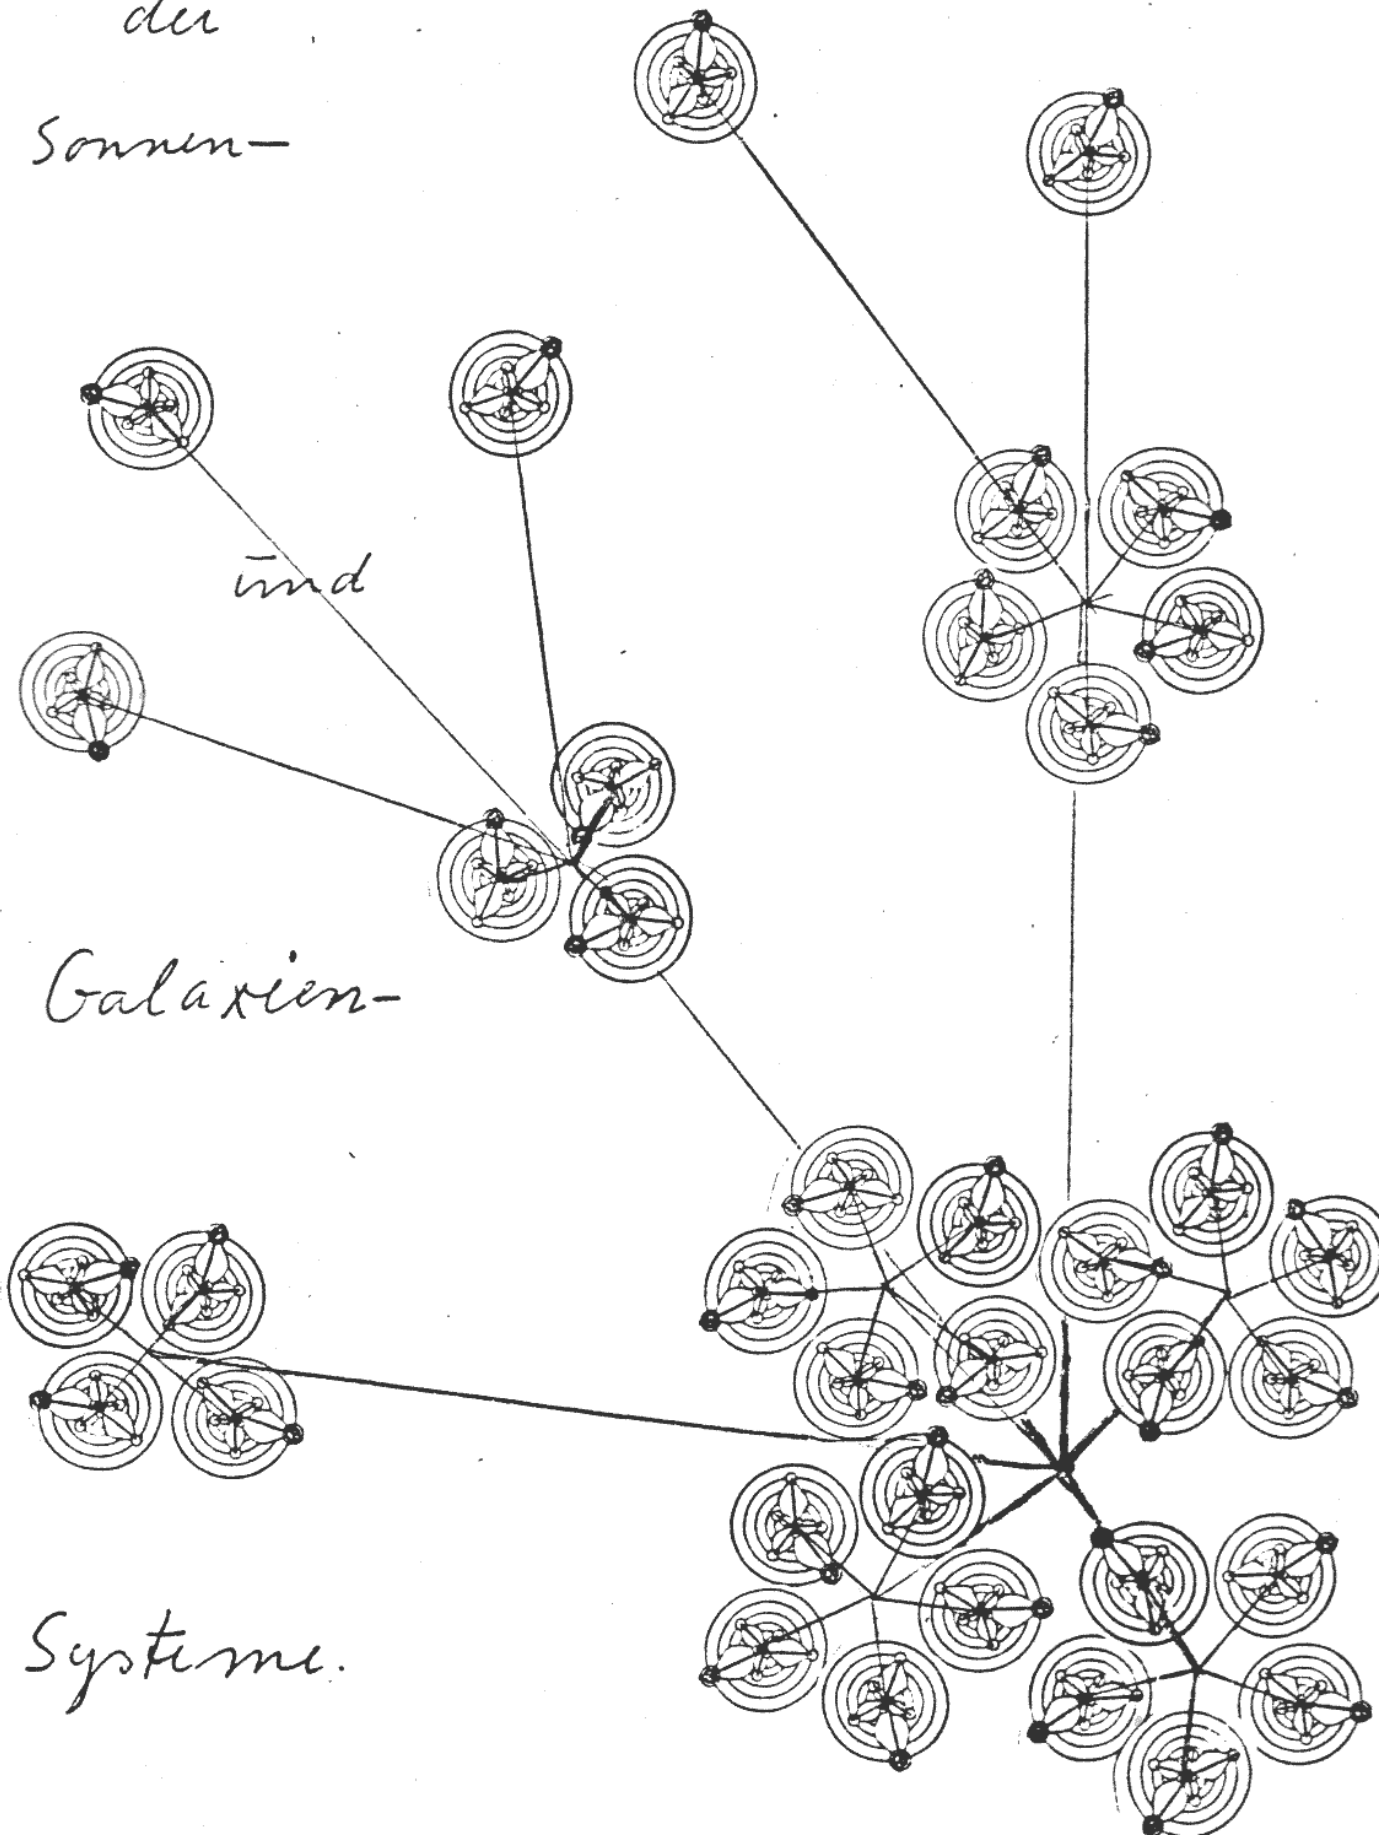 der
Sonnen-
und
Galaxien-
Systeme.